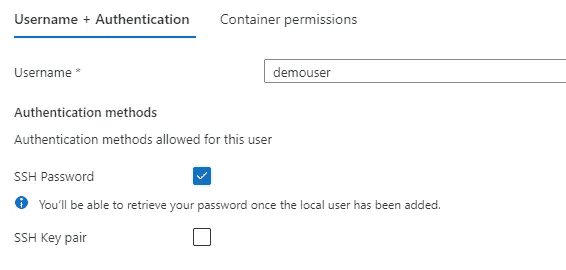 Username + Authentication Container permissions
Username *
demouser
Authentication methods
Authentication methods allowed for this user
SSH Password
You'll be able to retrieve your password once the local user has been added.
SSH Key pair